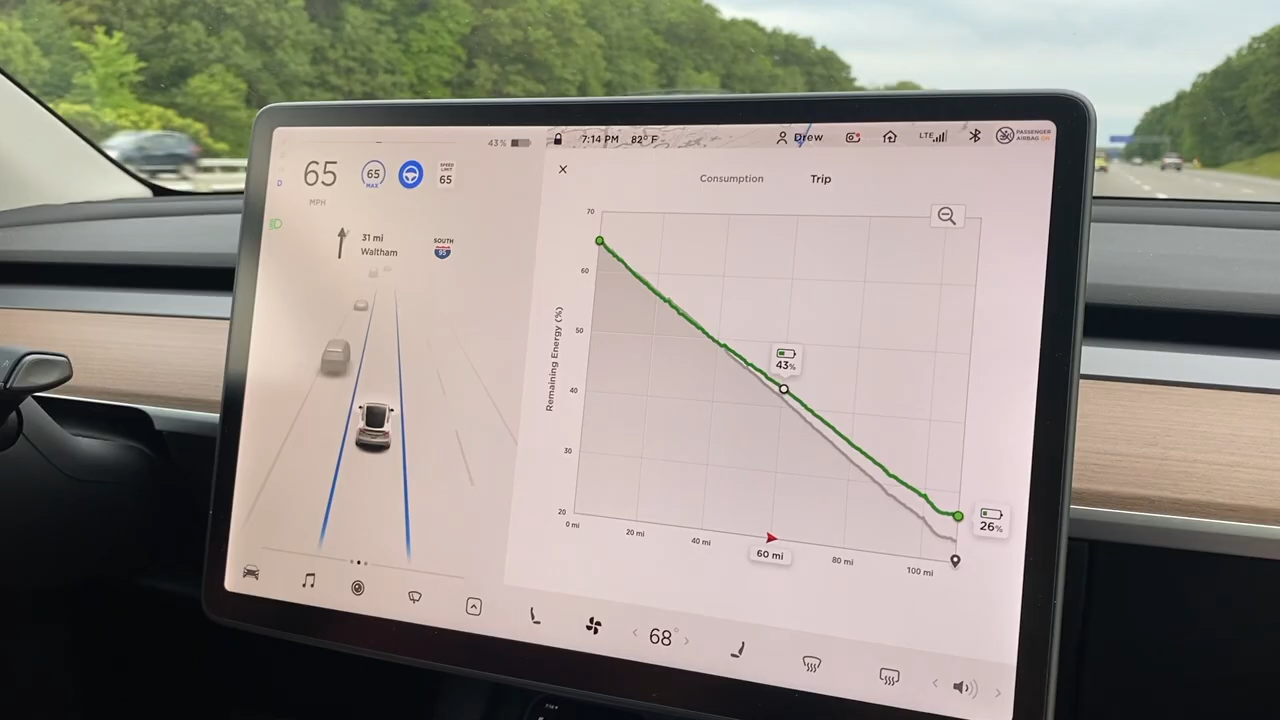 43%
7:14 PM 82° F
Drew
LTE
PASSENGER
AIRBAG ON
D
65
MPH
65
MAX
SPEED
LIMIT
65
31 mi
Waltham
SOUTH
95
Consumption Trip
Remaining Energy (%)
70
60
50
40
30
20
0 mi
20 mi
40 mi
60 mi
80 mi
100 mi
43%
26%
68°